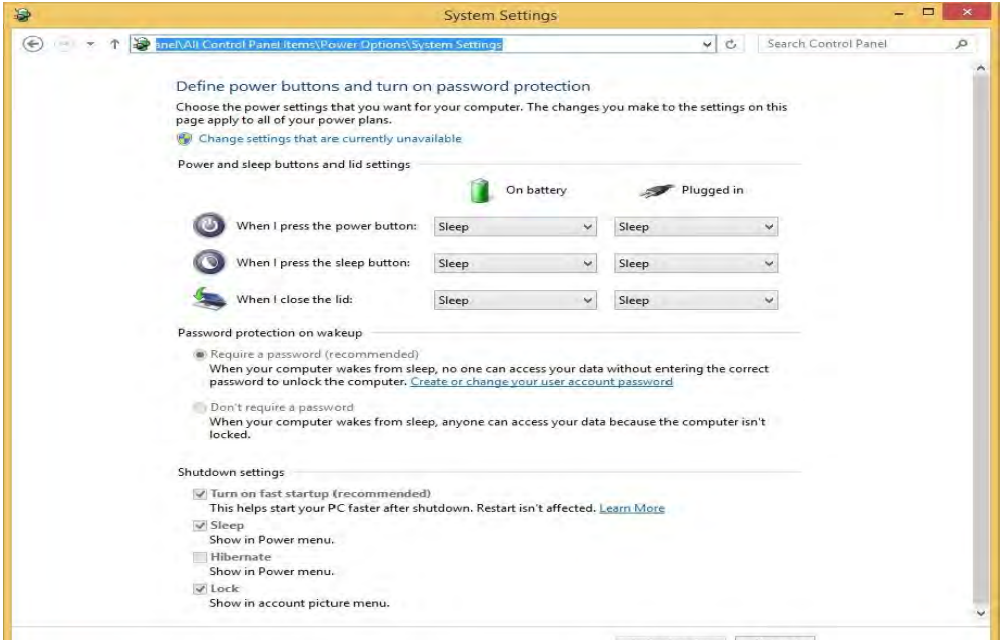 System Settings
anel\All Control Panel Items\Power Options\System Settings
Search Control Panel
Define power buttons and turn on password protection
Choose the power settings that you want for your computer. The changes you make to the settings on this
page apply to all of your power plans.
Change settings that are currently unavailable
Power and sleep buttons and lid settings
On battery Plugged in
When I press the power button: Sleep Sleep
When I press the sleep button: Sleep Sleep
When I close the lid: Sleep Sleep
Password protection on wakeup
Require a password (recommended)
When your computer wakes from sleep, no one can access your data without entering the correct
password to unlock the computer. Create or change your user account password
Don't require a password
When your computer wakes from sleep, anyone can access your data because the computer isn't
locked.
Shutdown settings
Turn on fast startup (recommended)
This helps start your PC faster after shutdown. Restart isn't affected. Learn More
Sleep
Show in Power menu.
Hibernate
Show in Power menu.
Lock
Show in account picture menu.